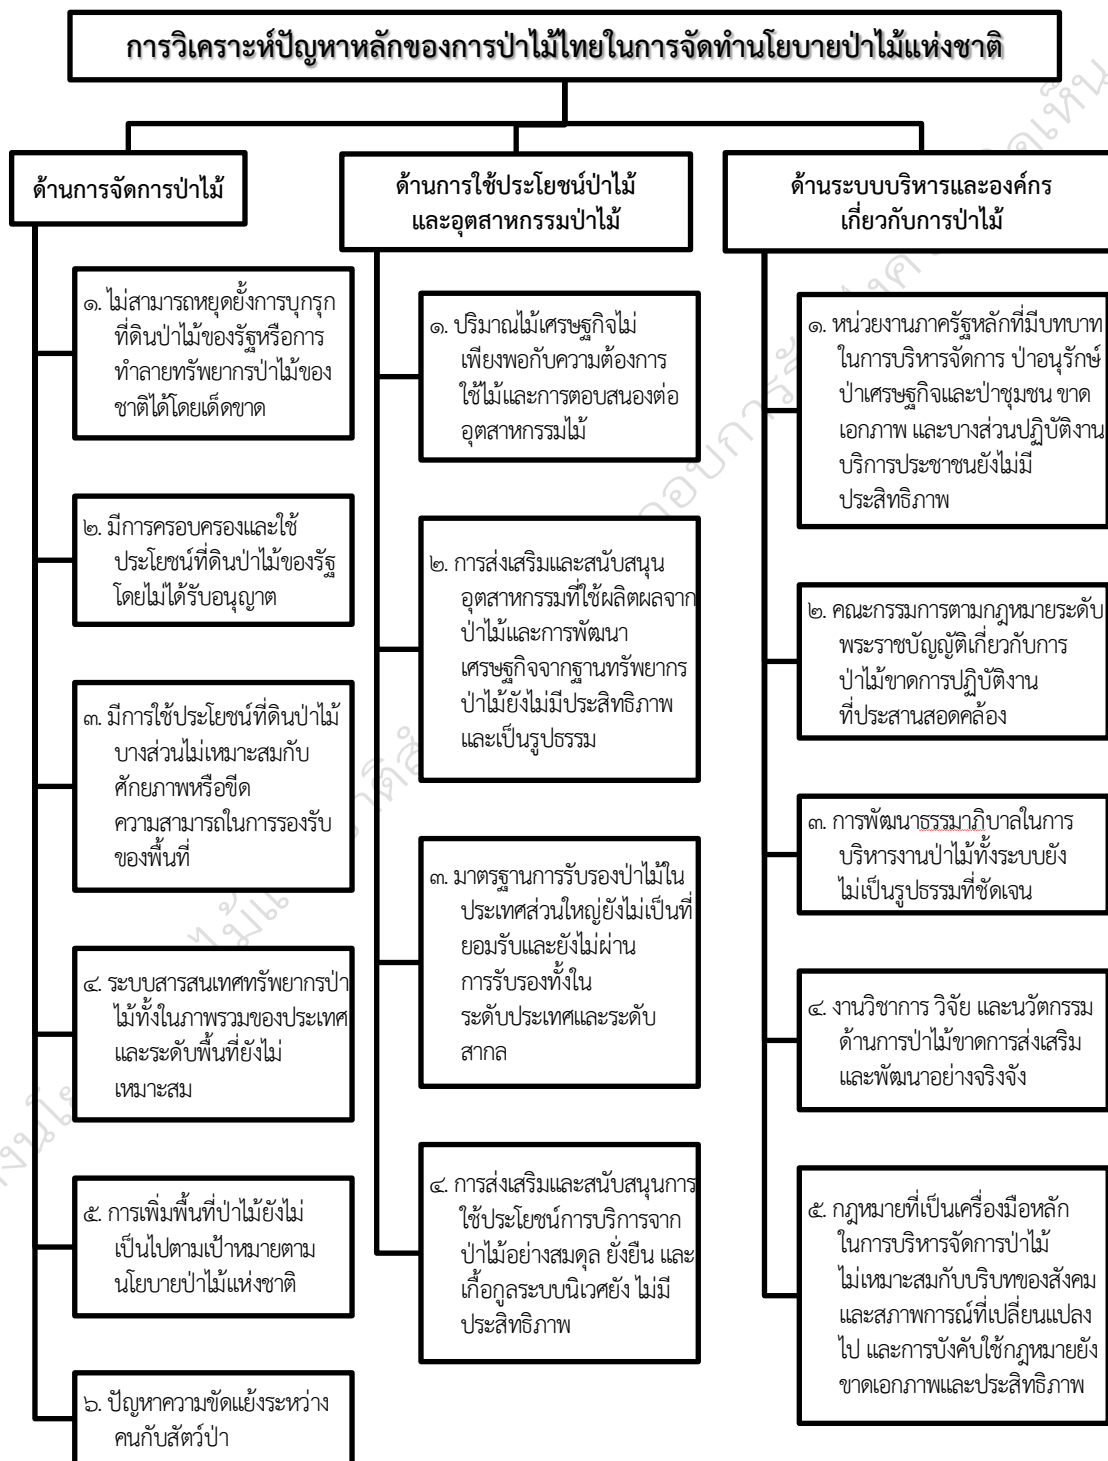 การวิเคราะห์ปัญหาหลักของการป่าไม้ไทยในการจัดทำนโยบายป่าไม้แห่งชาติ
ด้านการจัดการป่าไม้
๑. ไม่สามารถหยุดยั้งการบุกรุก
ที่ดินป่าไม้ของรัฐหรือการ
ทำลายทรัพยากรป่าไม้ของ
ชาติได้โดยเด็ดขาด
๒. มีการครอบครองและใช้
ประโยชน์ที่ดินป่าไม้ของรัฐ
โดยไม่ได้รับอนุญาต
๓. มีการใช้ประโยชน์ที่ดินป่าไม้
บางส่วนไม่เหมาะสมกับ
ศักยภาพหรือขีด
ความสามารถในการรองรับ
ของพื้นที่
๔. ระบบสารสนเทศทรัพยากรป่า
ไม้ทั้งในภาพรวมของประเทศ
และระดับพื้นที่ยังไม่
เหมาะสม
๕. การเพิ่มพื้นที่ป่าไม้ยังไม่
เป็นไปตามเป้าหมายตาม
นโยบายป่าไม้แห่งชาติ
๖. ปัญหาความขัดแย้งระหว่าง
คนกับสัตว์ป่า
ด้านการใช้ประโยชน์ป่าไม้
และอุตสาหกรรมป่าไม้
๑. ปริมาณไม้เศรษฐกิจไม่
เพียงพอกับความต้องการ
ใช้ไม้และการตอบสนองต่อ
อุตสาหกรรมไม้
๒. การส่งเสริมและสนับสนุน
อุตสาหกรรมที่ใช้ผลิตผลจาก
ป่าไม้และการพัฒนา
เศรษฐกิจจากฐานทรัพยากร
ป่าไม้ยังไม่มีประสิทธิภาพ
และเป็นรูปธรรม
๓. มาตรฐานการรับรองป่าไม้ใน
ประเทศส่วนใหญ่ยังไม่เป็นที่
ยอมรับและยังไม่ผ่าน
การรับรองทั้งใน
ระดับประเทศและระดับ
สากล
๔. การส่งเสริมและสนับสนุนการ
ใช้ประโยชน์การบริการจาก
ป่าไม้อย่างสมดุล ยั่งยืน และ
เกื้อกูลระบบนิเวศยัง ไม่มี
ประสิทธิภาพ
ด้านระบบบริหารและองค์กร
เกี่ยวกับการป่าไม้
๑. หน่วยงานภาครัฐหลักที่มีบทบาท
ในการบริหารจัดการ ป่าอนุรักษ์
ป่าเศรษฐกิจและป่าชุมชน ขาด
เอกภาพ และบางส่วนปฏิบัติงาน
บริการประชาชนยังไม่มี
ประสิทธิภาพ
๒. คณะกรรมการตามกฎหมายระดับ
พระราชบัญญัติเกี่ยวกับการ
ป่าไม้ขาดการปฏิบัติงาน
ที่ประสานสอดคล้อง
๓. การพัฒนาธรรมาภิบาลในการ
บริหารงานป่าไม้ทั้งระบบยัง
ไม่เป็นรูปธรรมที่ชัดเจน
๔. งานวิชาการ วิจัย และนวัตกรรม
ด้านการป่าไม้ขาดการส่งเสริม
และพัฒนาอย่างจริงจัง
๕. กฎหมายที่เป็นเครื่องมือหลัก
ในการบริหารจัดการป่าไม้
ไม่เหมาะสมกับบริบทของสังคม
และสภาพการณ์ที่เปลี่ยนแปลง
ไป และการบังคับใช้กฎหมายยัง
ขาดเอกภาพและประสิทธิภาพ